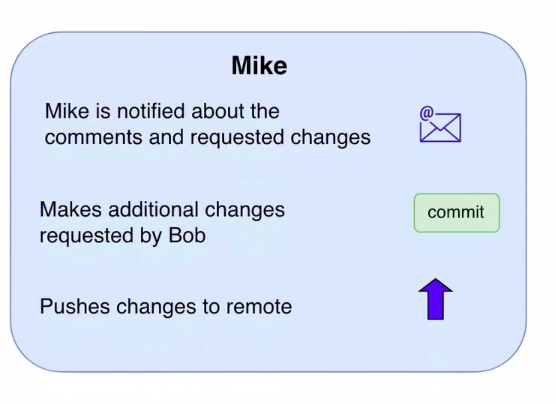 Mike
Mike is notified about the
comments and requested changes
@
Makes additional changes
requested by Bob
commit
Pushes changes to remote